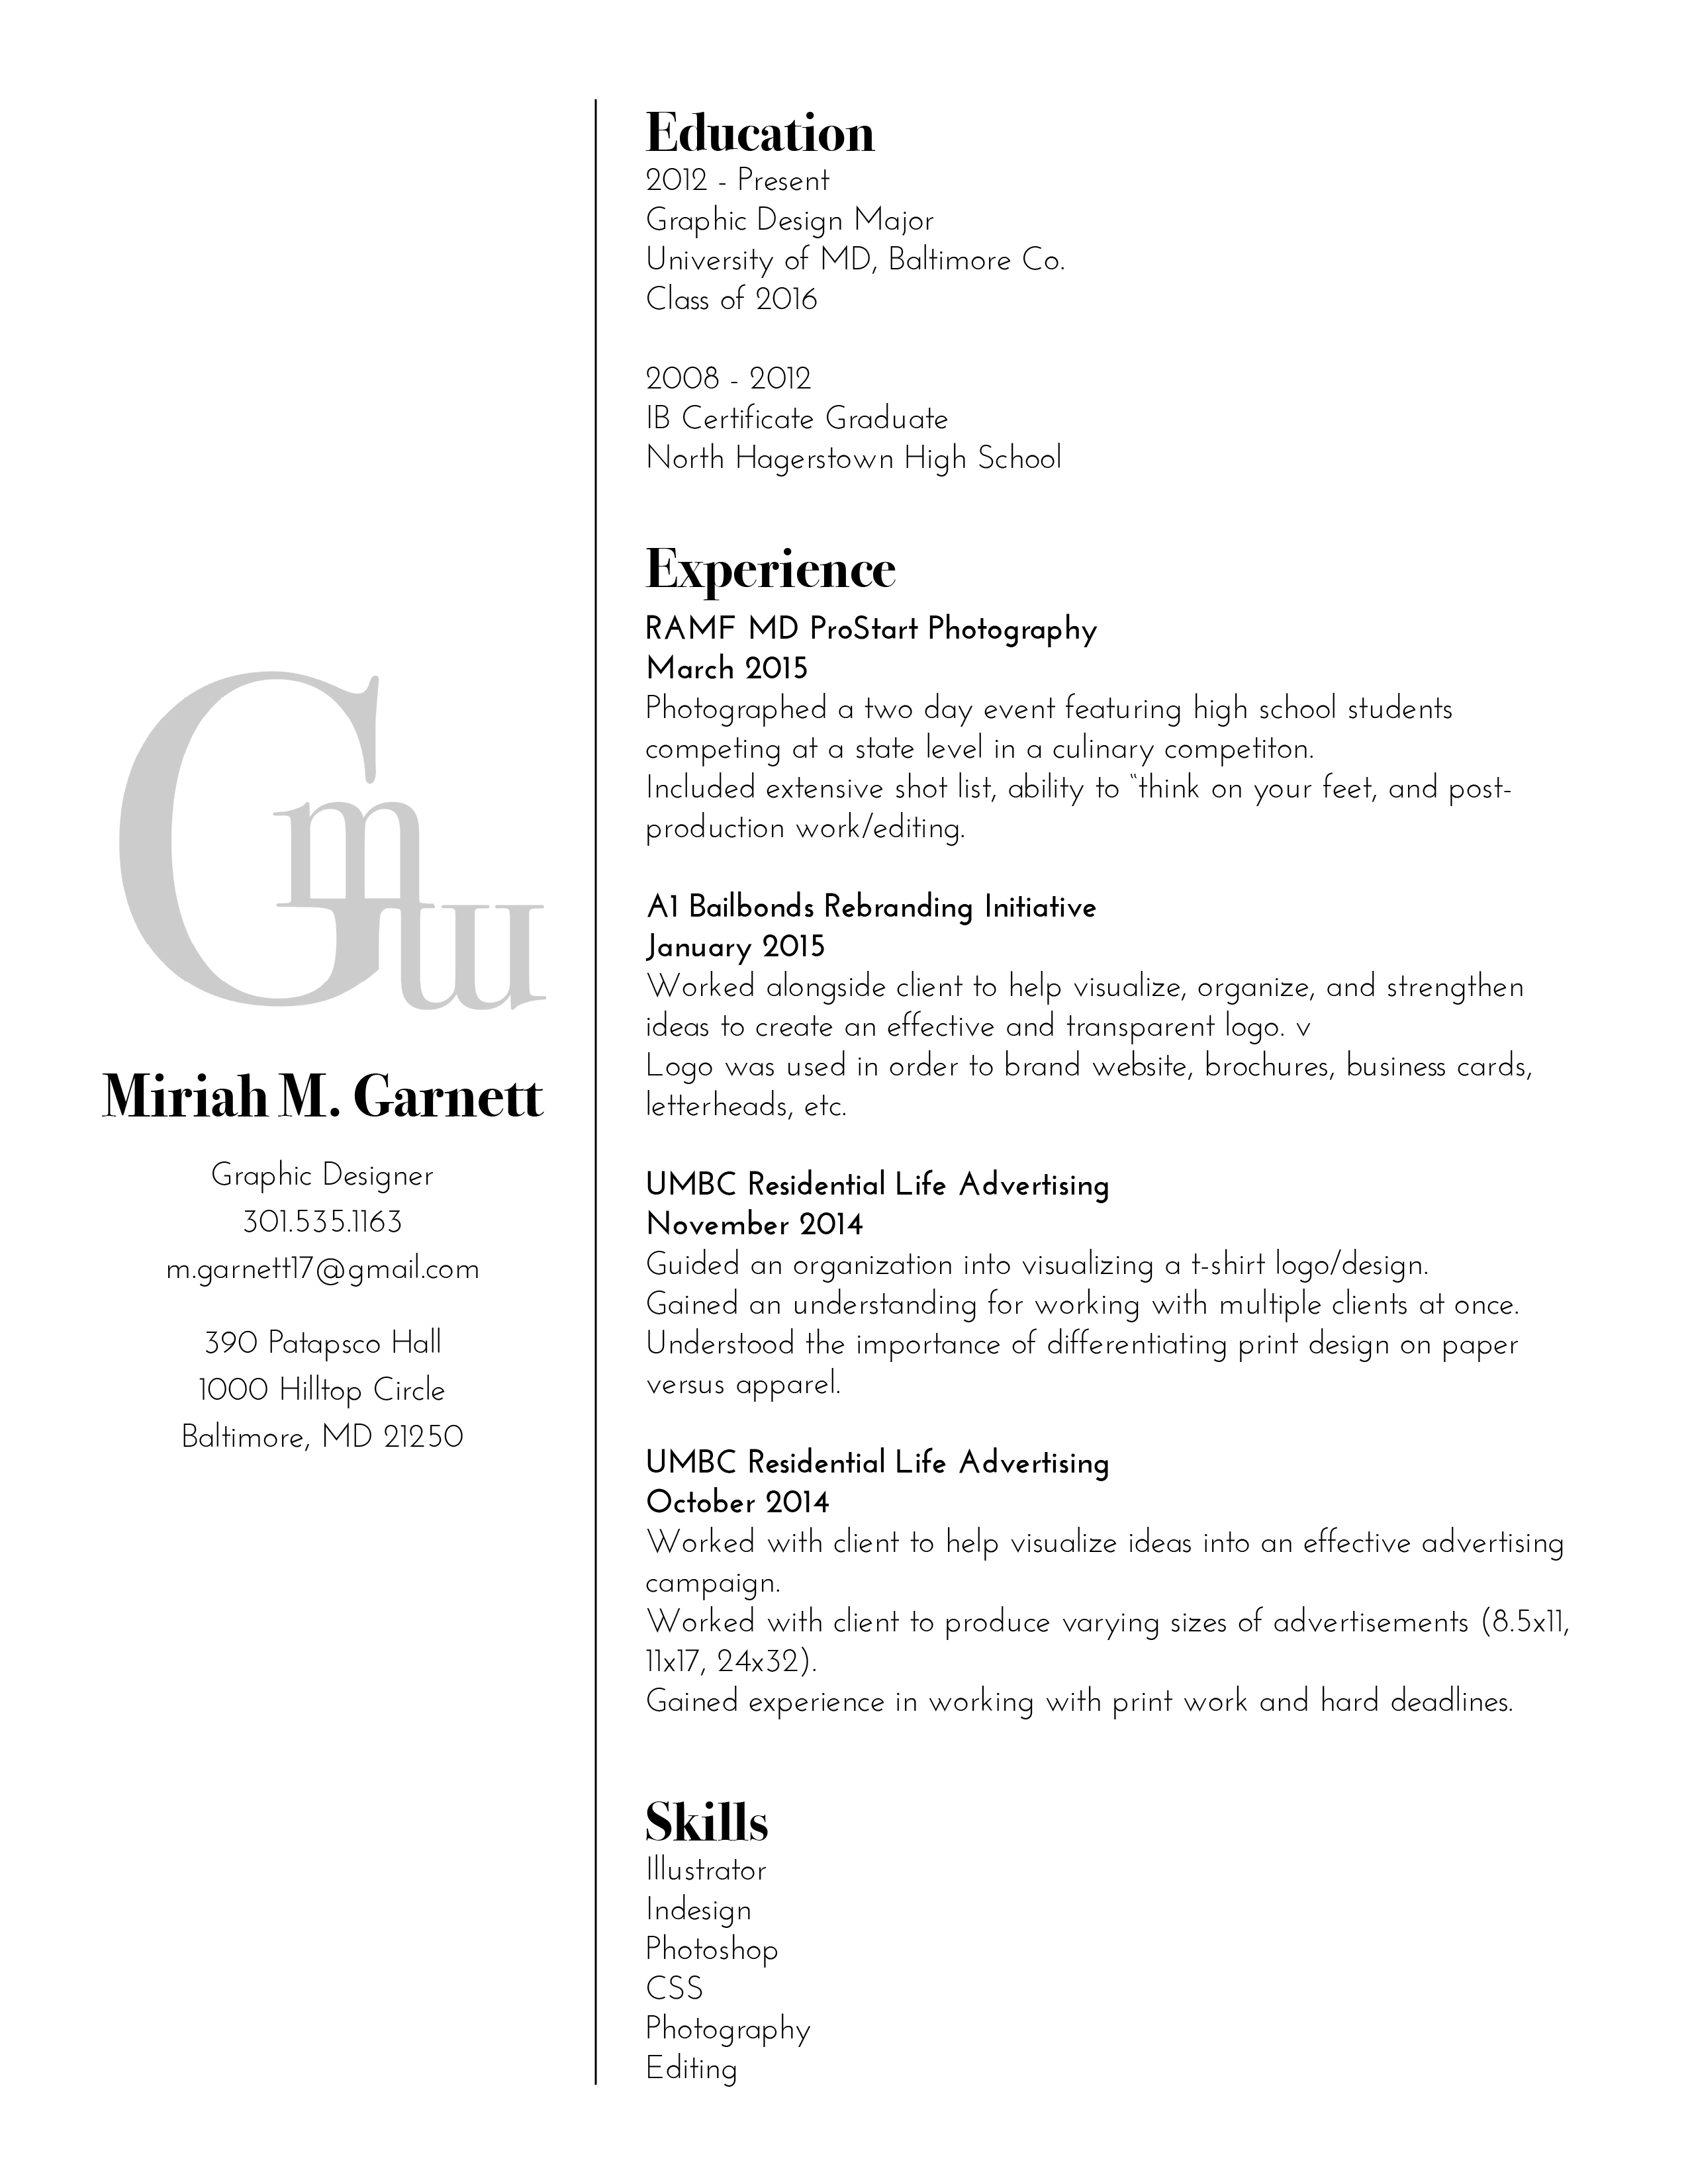 Gmm
Miriah M. Garnett
Graphic Designer
301.535.1163
m.garnett17@gmail.com
390 Patapsco Hall
1000 Hilltop Circle
Baltimore, MD 21250
Education
2012 - Present
Graphic Design Major
University of MD, Baltimore Co.
Class of 2016
2008 - 2012
IB Certificate Graduate
North Hagerstown High School
Experience
RAMF MD ProStart Photography
March 2015
Photographed a two day event featuring high school students
competing at a state level in a culinary competiton.
Included extensive shot list, ability to “think on your feet, and post-
production work/editing.
A1 Bailbonds Rebranding Initiative
January 2015
Worked alongside client to help visualize, organize, and strengthen
ideas to create an effective and transparent logo. v
Logo was used in order to brand website, brochures, business cards,
letterheads, etc.
UMBC Residential Life Advertising
November 2014
Guided an organization into visualizing a t-shirt logo/design.
Gained an understanding for working with multiple clients at once.
Understood the importance of differentiating print design on paper
versus apparel.
UMBC Residential Life Advertising
October 2014
Worked with client to help visualize ideas into an effective advertising
campaign.
Worked with client to produce varying sizes of advertisements (8.5x11,
11x17, 24x32).
Gained experience in working with print work and hard deadlines.
Skills
Illustrator
Indesign
Photoshop
CSS
Photography
Editing